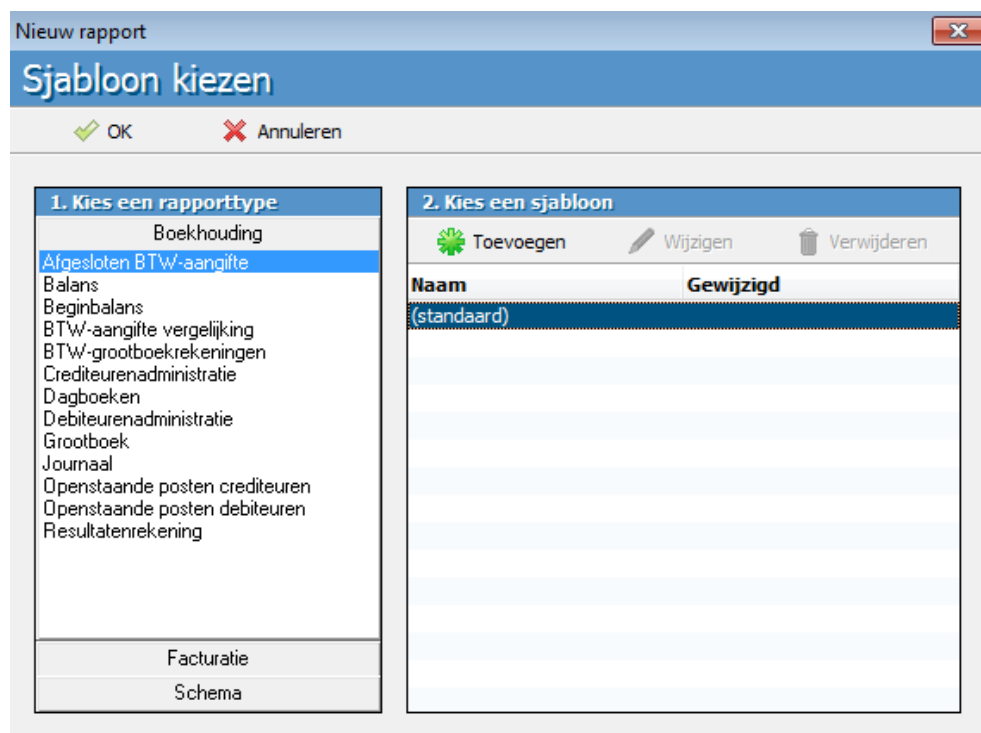 Nieuw rapport
Sjabloon kiezen
OK Annuleren
1. Kies een rapporttype
Boekhouding
Afgesloten BTW-aangifte
Balans
Beginbalans
BTW-aangifte vergelijking
BTW-grootboekrekeningen
Crediteurenadministratie
Dagboeken
Debiteurenadministratie
Grootboek
Journaal
Openstaande posten crediteuren
Openstaande posten debiteuren
Resultatenrekening
Facturatie
Schema
2. Kies een sjabloon
Toevoegen Wijzigen Verwijderen
Naam Gewijzigd
(standaard)